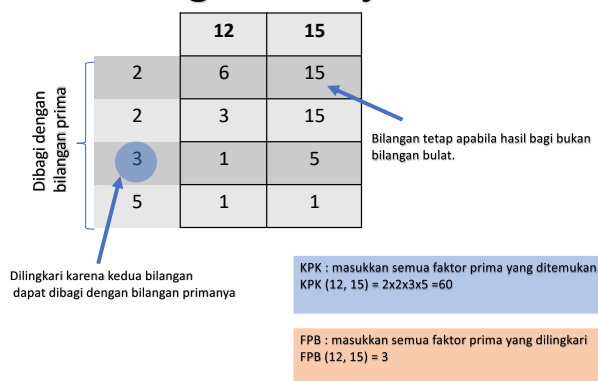 12 15
2 6 15
2 3 15
3 1 5
5 1 1
Dibagi dengan
bilangan prima
Bilangan tetap apabila hasil bagi bukan
bilangan bulat.
Dilingkari karena kedua bilangan
dapat dibagi dengan bilangan primanya
KPK : masukkan semua faktor prima yang ditemukan
KPK (12, 15) = 2x2x3x5 =60
FPB : masukkan semua faktor prima yang dilingkari
FPB (12, 15) = 3